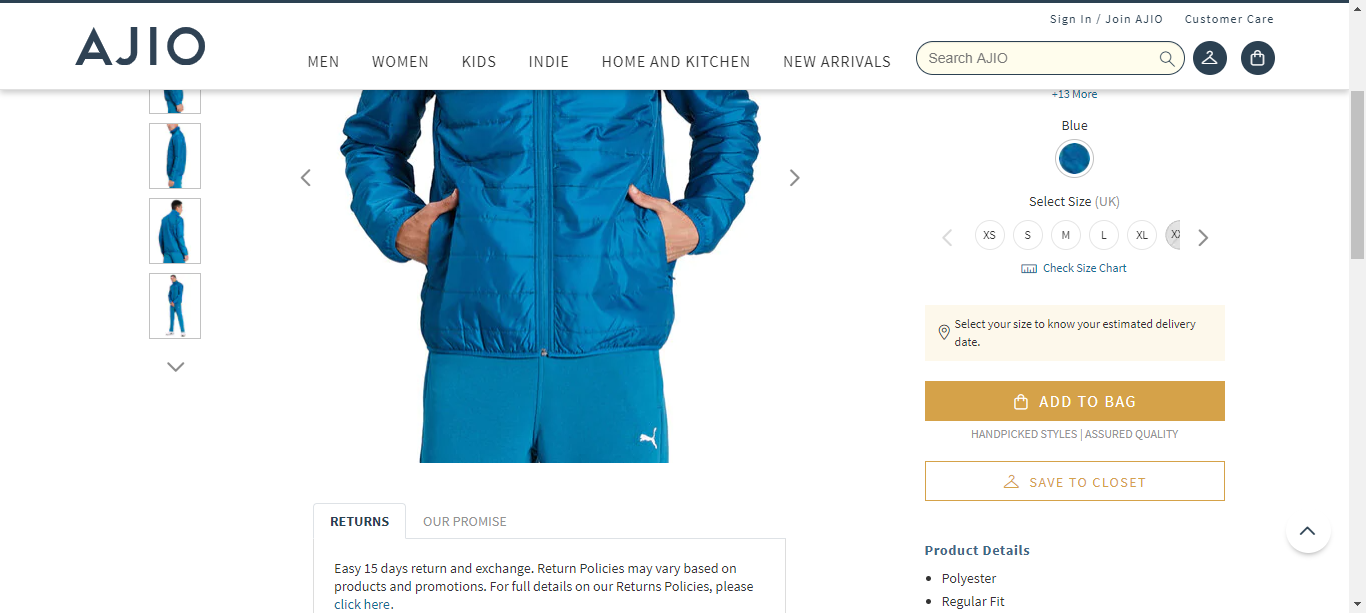 Sign In / Join AJIO
Customer Care
AJIO
MEN
WOMEN
KIDS
INDIE
HOME AND KITCHEN
NEW ARRIVALS
Search AJIO
+13 More
Blue
Select Size (UK)
XS
S
M
L
XL
Check Size Chart
Select your size to know your estimated delivery
date.
ADD TO BAG
HANDPICKED STYLES | ASSURED QUALITY
SAVE TO CLOSET
RETURNS
OUR PROMISE
Easy 15 days return and exchange. Return Policies may vary based on
products and promotions. For full details on our Returns Policies, please
click here.
Product Details
Polyester
Regular Fit